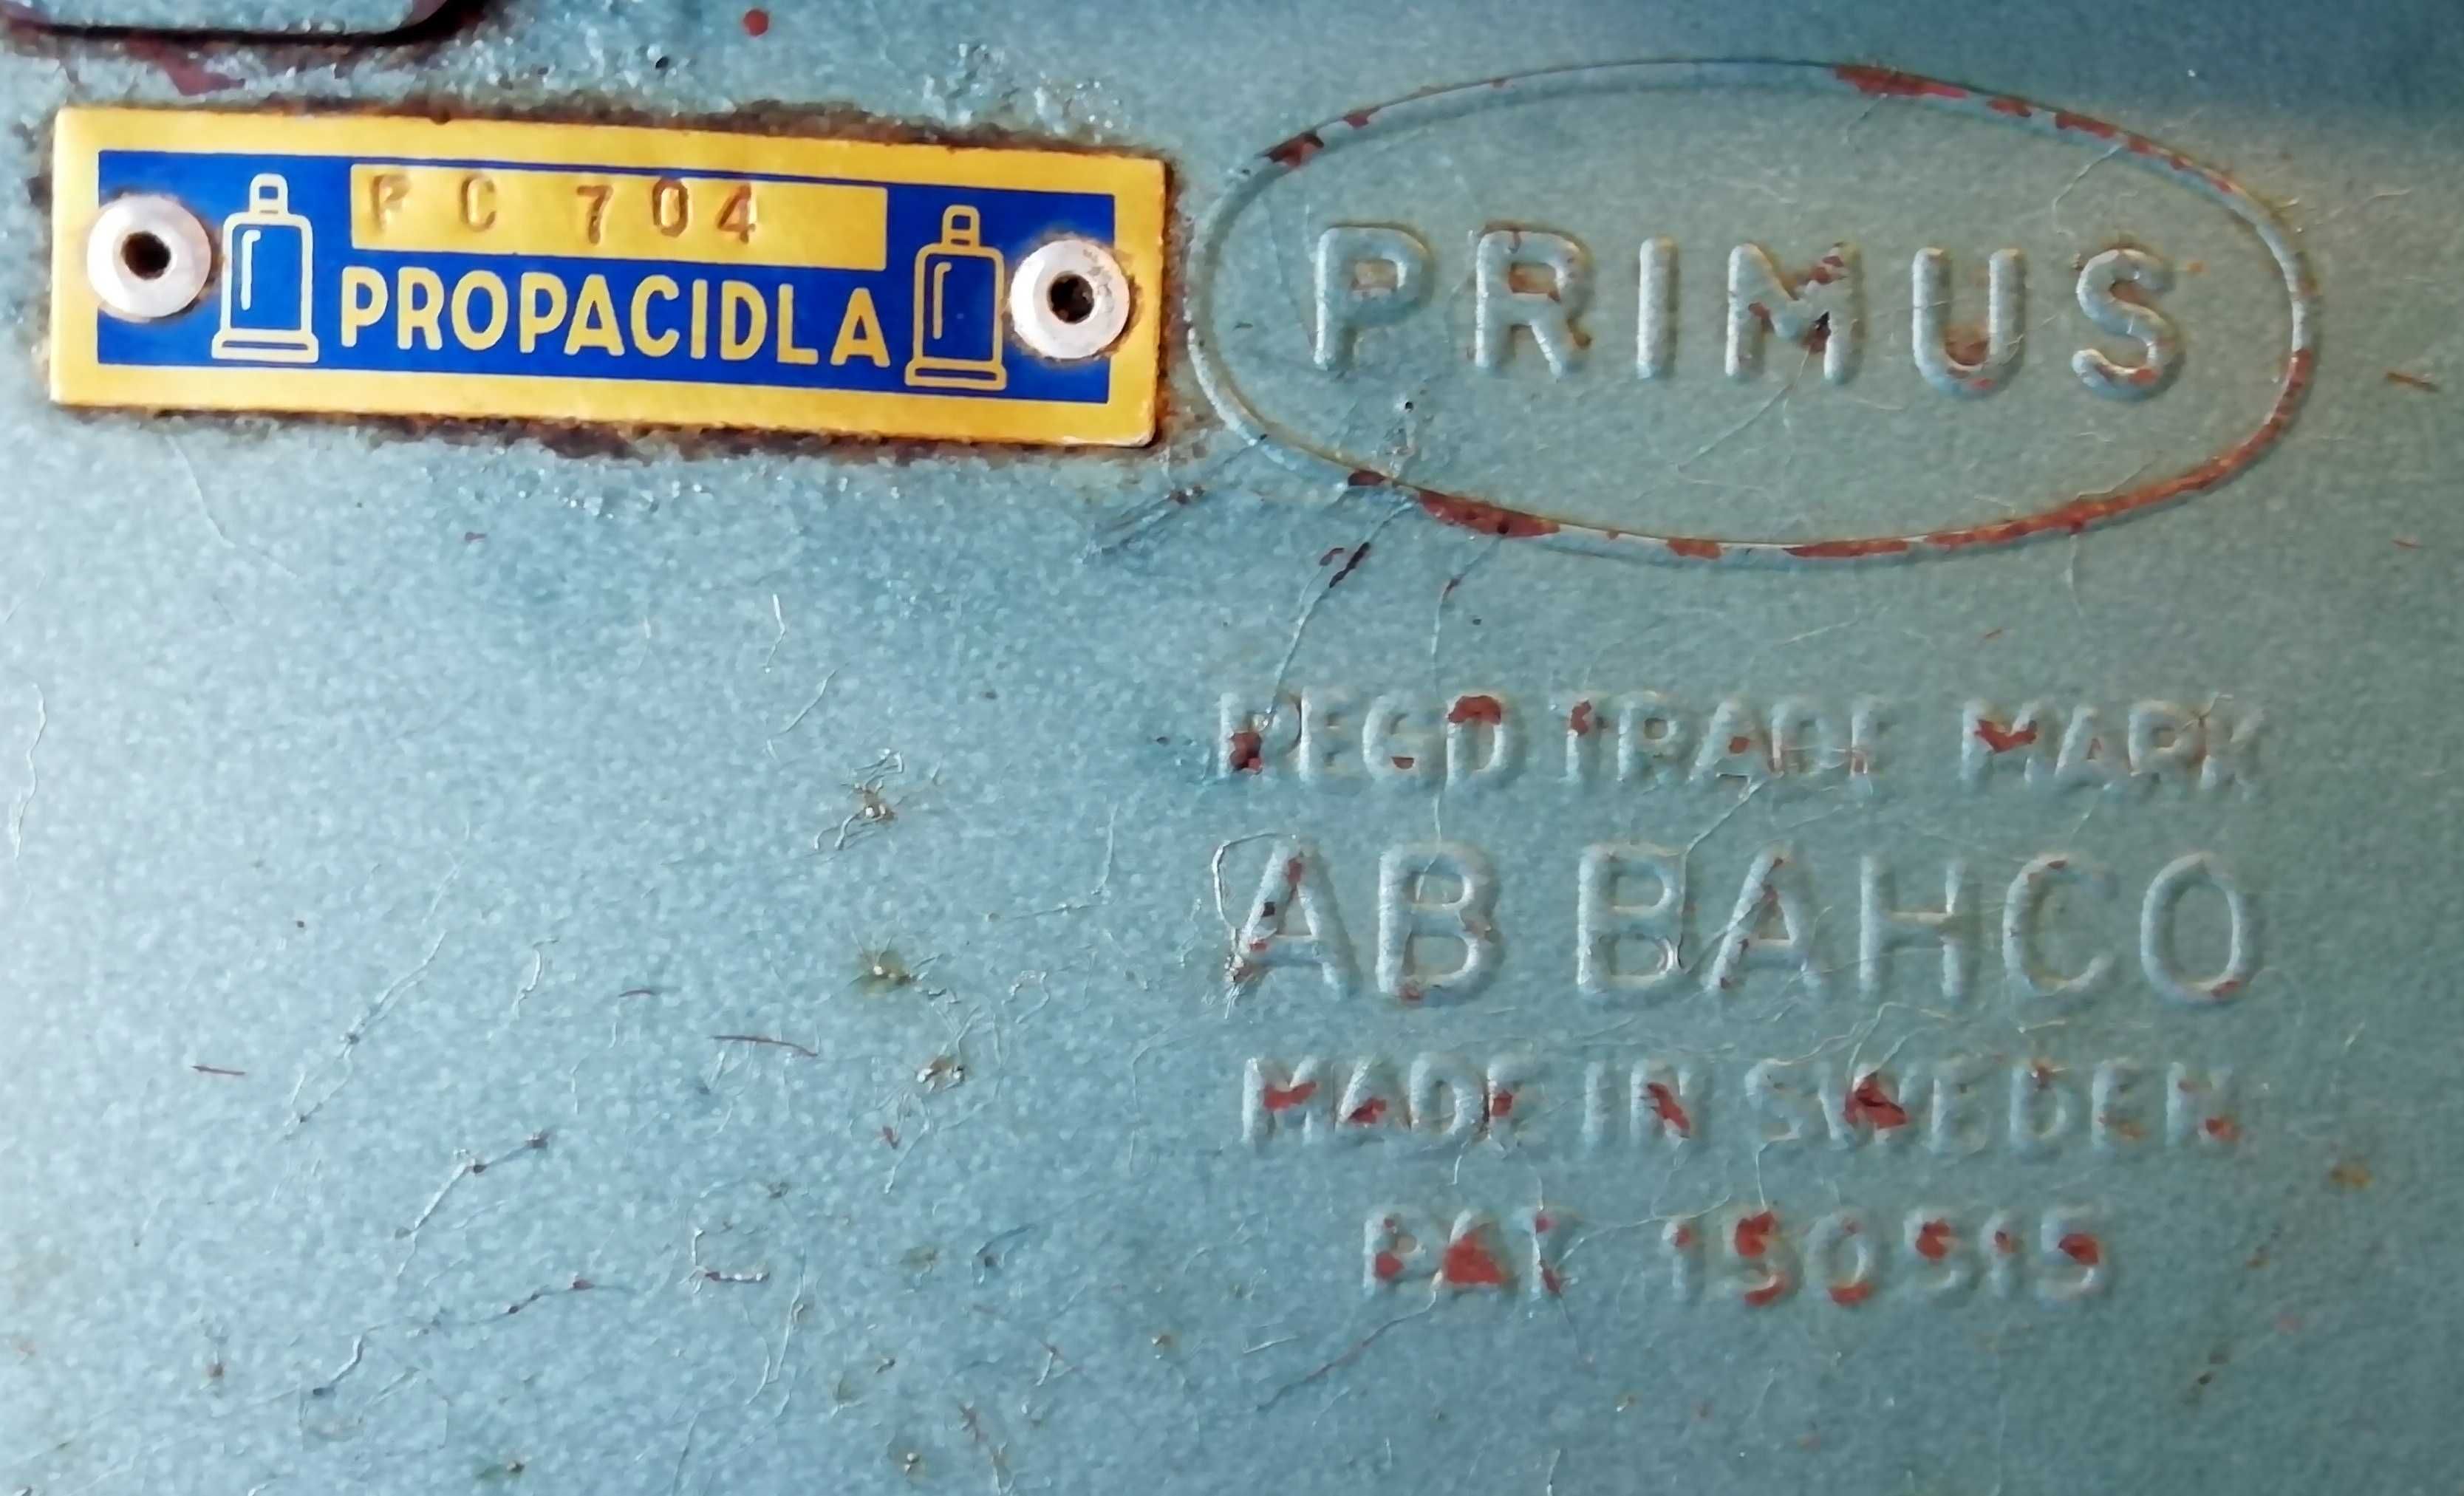 PC 704
PROPACIDLA
PRIMUS
REGD TRADE MARK
AB BAHCO
MADE IN SWEDEN
PAT 150515